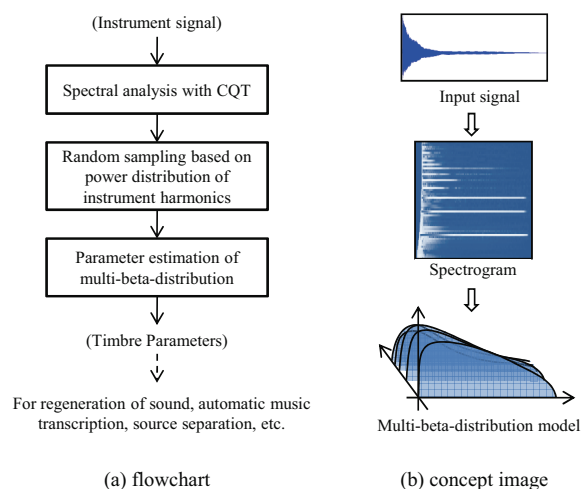 (Instrument signal)
Spectral analysis with CQT
Random sampling based on
power distribution of
instrument harmonics
Parameter estimation of
multi-beta-distribution
(Timbre Parameters)
For regeneration of sound, automatic music
transcription, source separation, etc.
(a) flowchart
Input signal
Spectrogram
Multi-beta-distribution model
(b) concept image